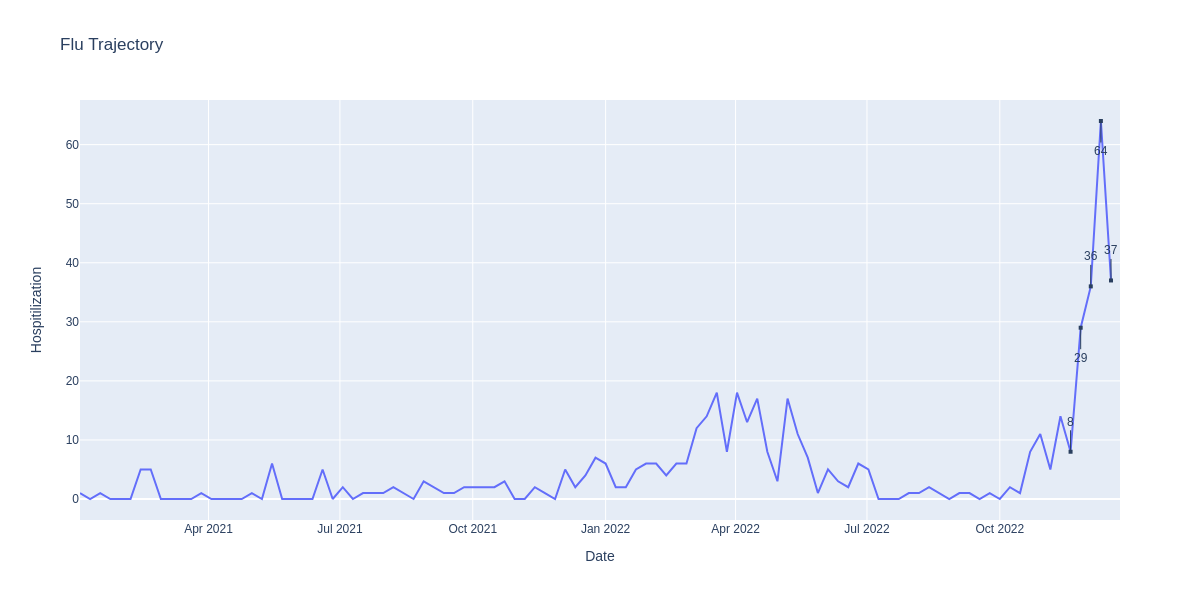 Flu Trajectory
60
50
40
30
20
10
0
Hospitilization
64
37
36
29
8
Apr 2021
Jul 2021
Oct 2021
Jan 2022
Apr 2022
Jul 2022
Oct 2022
Date